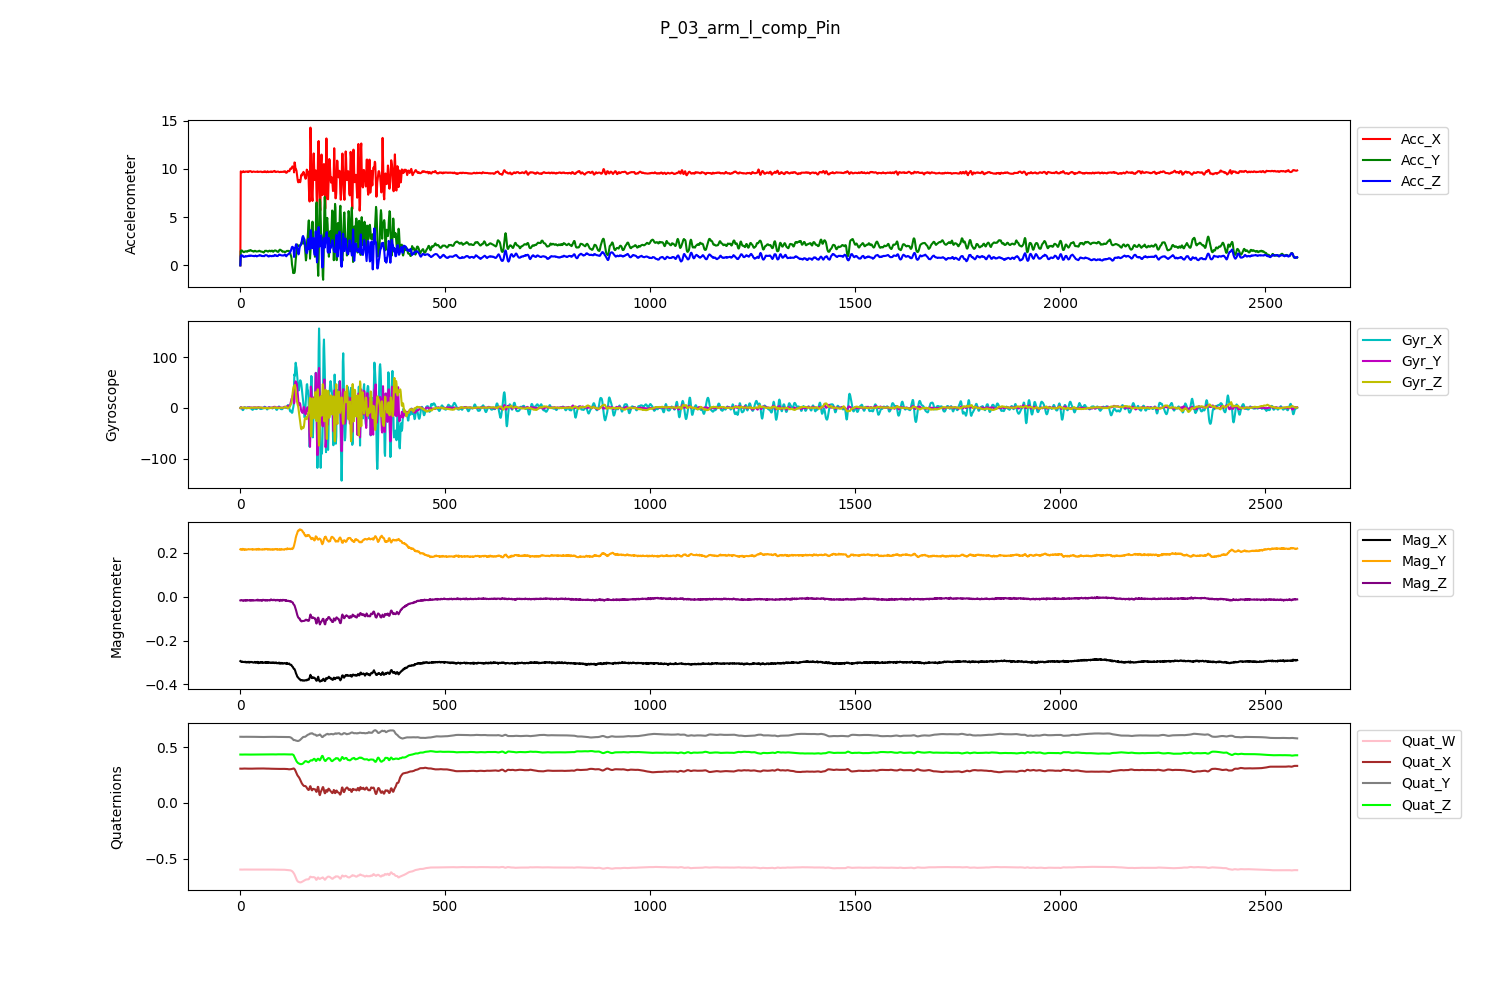 P_03_arm_l_comp_Pin
Accelerometer
15
10
5
0
0 500 1000 1500 2000 2500
Acc_X
Acc_Y
Acc_Z
Gyroscope
100
0
−100
0 500 1000 1500 2000 2500
Gyr_X
Gyr_Y
Gyr_Z
Magnetometer
0.2
0.0
−0.2
−0.4
0 500 1000 1500 2000 2500
Mag_X
Mag_Y
Mag_Z
Quaternions
0.5
0.0
−0.5
0 500 1000 1500 2000 2500
Quat_W
Quat_X
Quat_Y
Quat_Z